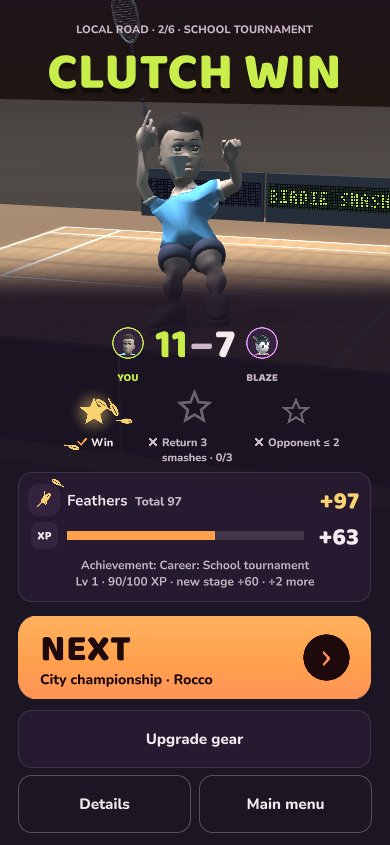 LOCAL ROAD · 2/6 · SCHOOL TOURNAMENT
CLUTCH WIN
BIRDIE SMASH
11–7
YOU
BLAZE
✓ Win
✕ Return 3
smashes · 0/3
✕ Opponent ≤ 2
Feathers Total 97
+97
XP
+63
Achievement: Career: School tournament
Lv 1 · 90/100 XP · new stage +60 · +2 more
NEXT
City championship · Rocco
Upgrade gear
Details
Main menu